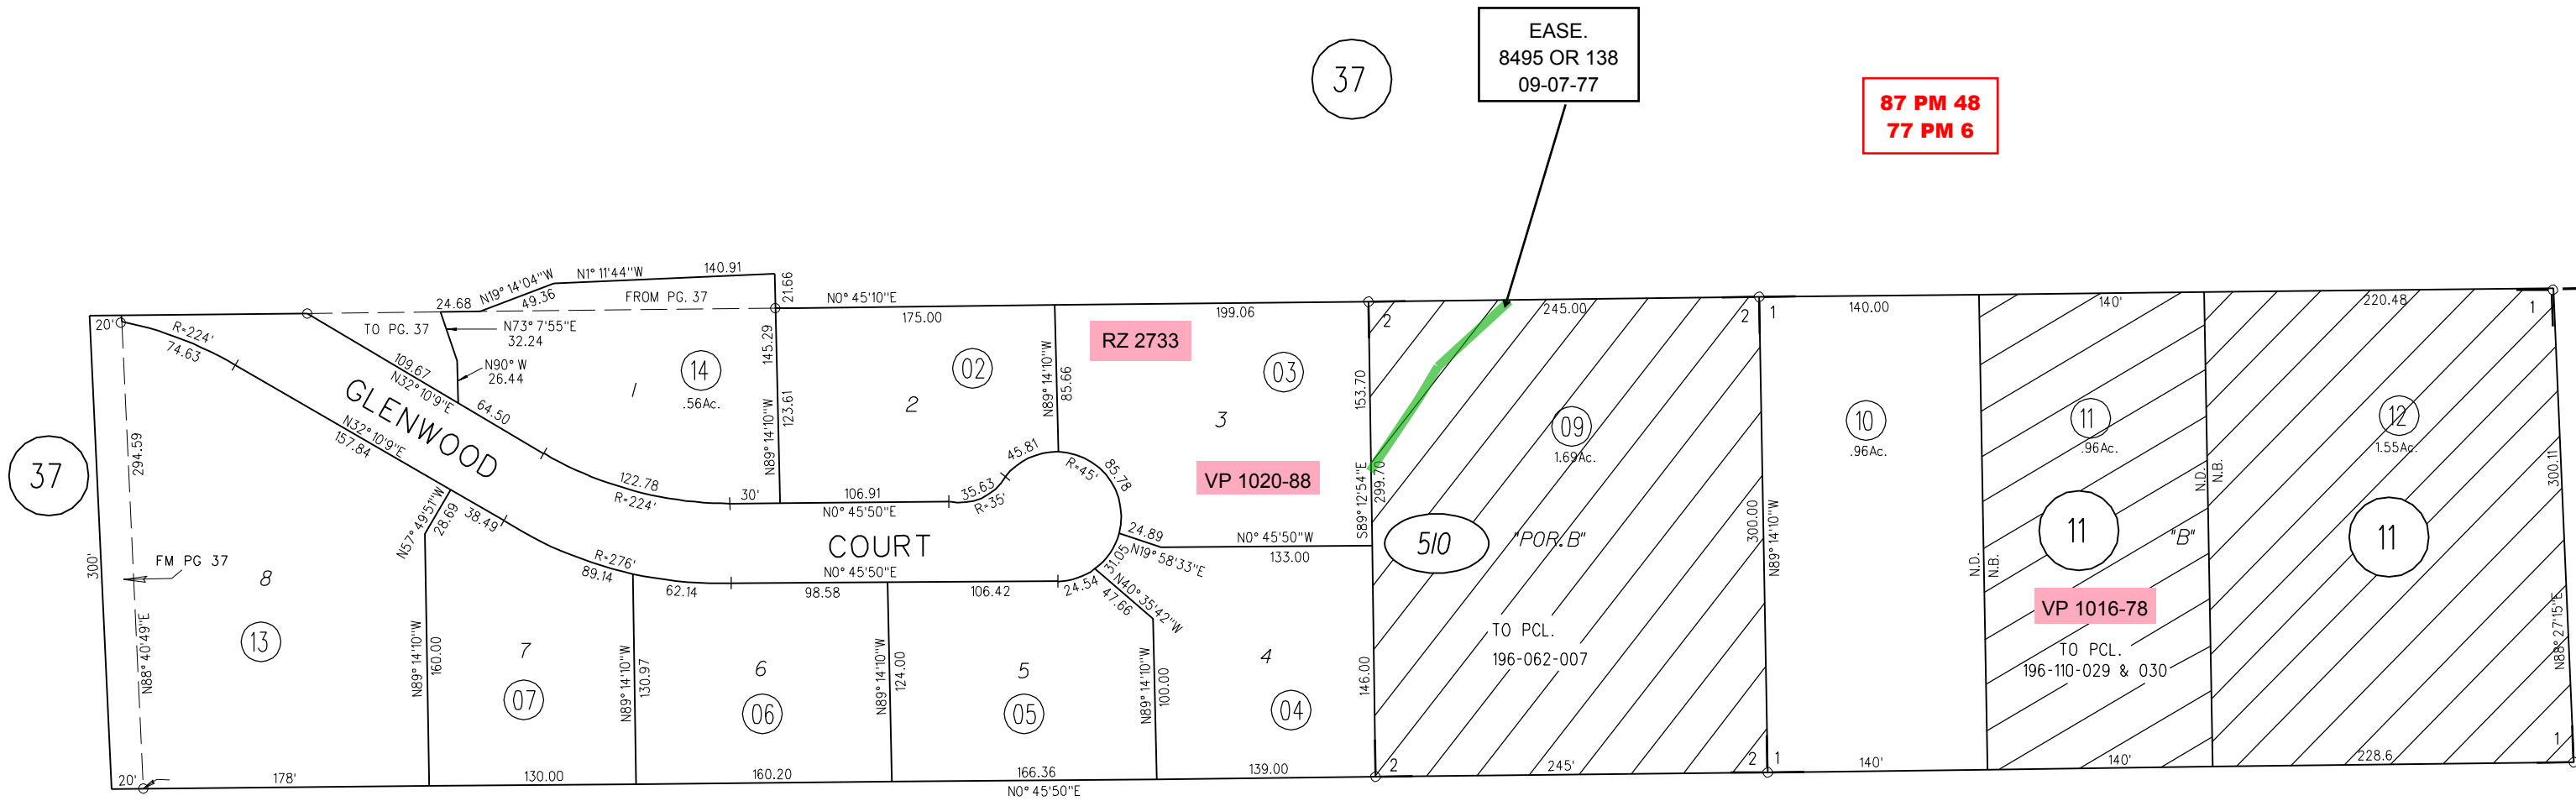 EASE.
8495 OR 138
09-07-77
37
87 PM 48
77 PM 6
20'
R=224'
74.63
24.68
N19° 14'04"W
49.36
N1° 11'44"W
140.91
21.66
FROM PG. 37
TO PG. 37
N73° 7'55"E
32.24
N90° W
26.44
N0° 45'10"E
175.00
199.06
245.00
140.00
140'
220.48
2
2
1
1
109.67
N32° 10'9"E
64.50
GLENWOOD
N32° 10'9"E
157.84
1
14
.56Ac.
145.29
N89° 14'10"W
123.61
2
02
N89° 14'10"W
85.66
RZ 2733
03
3
VP 1020-88
153.70
S89° 12'54"E
299.70
09
1.69Ac.
10
.96Ac.
11
.96Ac.
12
1.55Ac.
N.D.
N.B.
300.11
37
300'
294.59
N88° 40'49"E
FM PG 37
8
13
N57° 49'51"W
28.69
38.49
122.78
R=224'
30'
106.91
N0° 45'50"E
35.63
R=35'
45.81
R=45'
85.78
COURT
R=276'
89.14
62.14
N0° 45'50"E
98.58
106.42
24.54
31.05
24.89
N19° 58'33"E
N0° 45'50"W
133.00
N40° 35'42"W
47.66
510
"POR.B"
300.00
N89° 14'10"W
N.D.
N.B.
11
"B"
11
VP 1016-78
TO PCL.
196-062-007
TO PCL.
196-110-029 & 030
N88° 27'15"E
N89° 14'10"W
160.00
7
07
N89° 14'10"W
130.97
6
06
N89° 14'10"W
124.00
5
05
N89° 14'10"W
100.00
4
04
146.00
20'
178'
130.00
160.20
166.36
N0° 45'50"E
139.00
2
245'
2
1
140'
140'
228.6
1